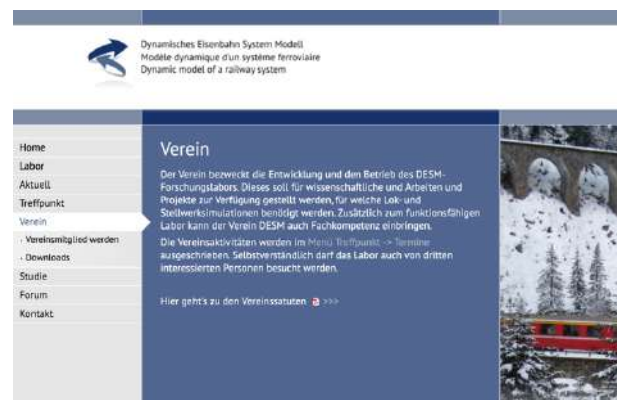 Dynamisches Eisenbahn System Modell
Modèle dynamique d'un système ferroviaire
Dynamic model of a railway system
Home
Labor
Aktuell
Treffpunkt
Verein
- Vereinsmitglied werden
- Downloads
Studie
Forum
Kontakt
Verein
Der Verein bezweckt die Entwicklung und den Betrieb des DESM-
Forschungslabors. Dieses soll für wissenschaftliche und Arbeiten und
Projekte zur Verfügung gestellt werden, für welche Lok- und
Stellwerksimulationen benötigt werden. Zusätzlich zum funktionsfähigen
Labor kann der Verein DESM auch Fachkompetenz einbringen.
Die Vereinsaktivitäten werden im Menü Treffpunkt -> Termine
ausgeschrieben. Selbstverständlich darf das Labor auch von dritten
interessierten Personen besucht werden.
Hier geht's zu den Vereinssatuten >>>